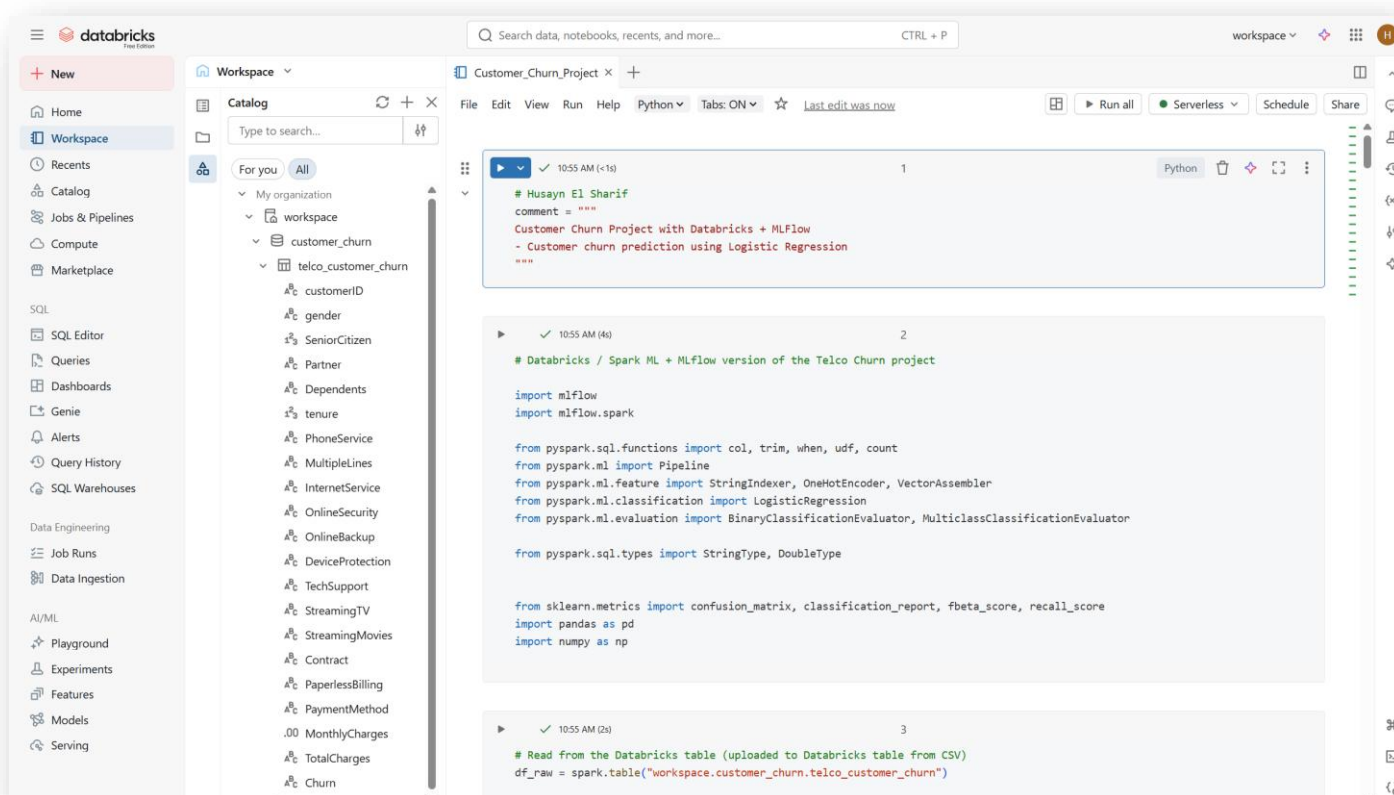 databricks
Free Edition
Search data, notebooks, recents, and more...
CTRL + P
workspace
H
New
Home
Workspace
Recents
Catalog
Jobs & Pipelines
Compute
Marketplace
SQL
SQL Editor
Queries
Dashboards
Genie
Alerts
Query History
SQL Warehouses
Data Engineering
Job Runs
Data Ingestion
AI/ML
Playground
Experiments
Features
Models
Serving
Workspace
Catalog
Type to search...
For you
All
My organization
workspace
customer_churn
telco_customer_churn
customerID
gender
SeniorCitizen
Partner
Dependents
tenure
PhoneService
MultipleLines
InternetService
OnlineSecurity
OnlineBackup
DeviceProtection
TechSupport
StreamingTV
StreamingMovies
Contract
PaperlessBilling
PaymentMethod
.00 MonthlyCharges
TotalCharges
Churn
Customer_Churn_Project
File Edit View Run Help Python Tabs: ON Last edit was now
Run all
Serverless
Schedule
Share
10:55 AM (<1s)
1
Python
# Husayn El Sharif
comment = """
Customer Churn Project with Databricks + MLFlow
- Customer churn prediction using Logistic Regression
"""
10:55 AM (4s)
2
# Databricks / Spark ML + MLflow version of the Telco Churn project
import mlflow
import mlflow.spark
from pyspark.sql.functions import col, trim, when, udf, count
from pyspark.ml import Pipeline
from pyspark.ml.feature import StringIndexer, OneHotEncoder, VectorAssembler
from pyspark.ml.classification import LogisticRegression
from pyspark.ml.evaluation import BinaryClassificationEvaluator, MulticlassClassificationEvaluator
from pyspark.sql.types import StringType, DoubleType
from sklearn.metrics import confusion_matrix, classification_report, fbeta_score, recall_score
import pandas as pd
import numpy as np
10:55 AM (2s)
3
# Read from the Databricks table (uploaded to Databricks table from CSV)
df_raw = spark.table("workspace.customer_churn.telco_customer_churn")